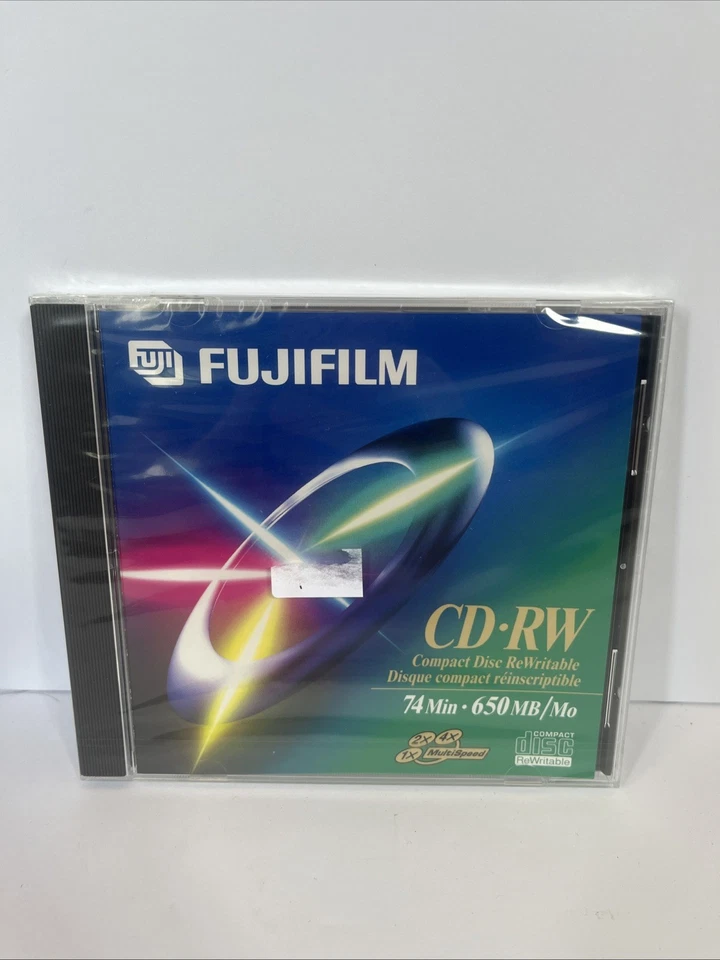 FUJI FUJIFILM
CD·RW
Compact Disc ReWritable
Disque compact réinscriptible
74 Min · 650 MB/Mo
1X 2X 4X MultiSpeed
COMPACT
disc
ReWritable